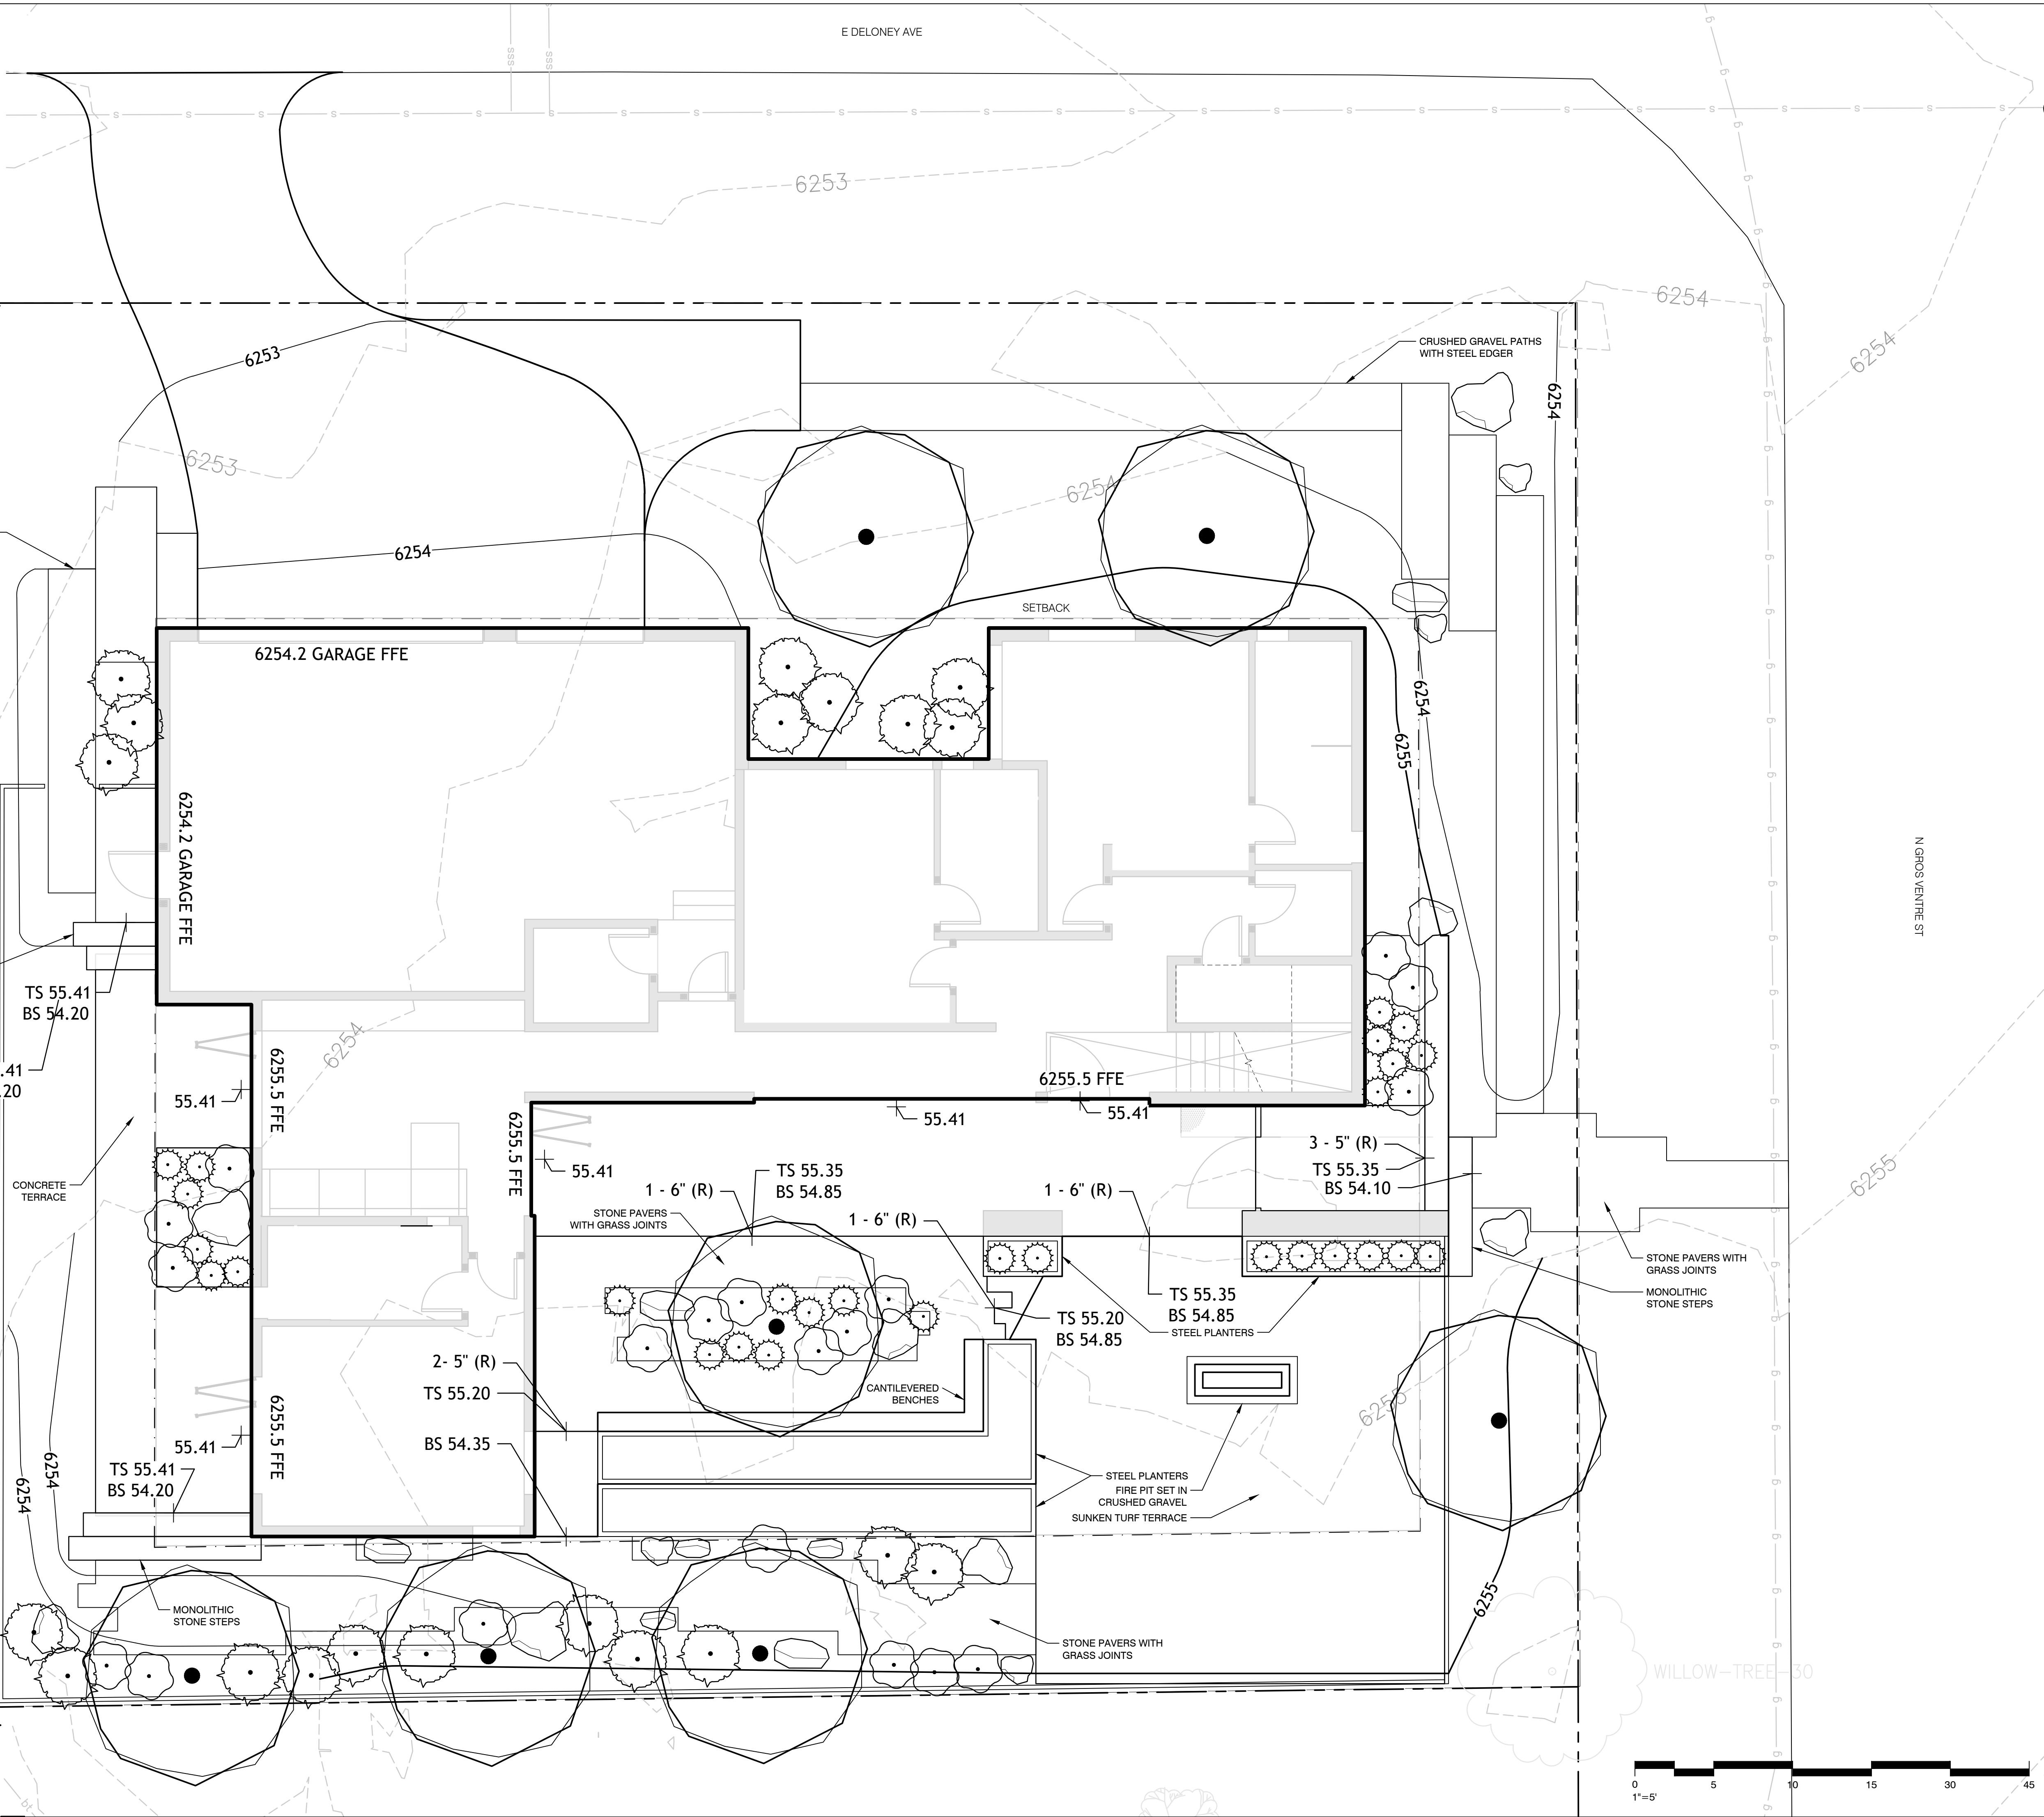 E DELONEY AVE
SSS
SSS
S S S S S S S S S S S S S S S S S S S S S S S S S S S S
6253
6254
6254
CRUSHED GRAVEL PATHS
WITH STEEL EDGER
6253
6254
6253
6254
6254
SETBACK
6254.2 GARAGE FFE
6254
6255
6254.2 GARAGE FFE
N GROS VENTRE ST
TS 55.41
BS 54.20
.41
.20
6254
6255.5 FFE
55.41
6255.5 FFE
55.41
55.41
6255.5 FFE
55.41
3 - 5" (R)
TS 55.35
BS 54.10
6255
CONCRETE
TERRACE
TS 55.35
BS 54.85
1 - 6" (R)
STONE PAVERS
WITH GRASS JOINTS
1 - 6" (R)
1 - 6" (R)
STONE PAVERS WITH
GRASS JOINTS
MONOLITHIC
STONE STEPS
TS 55.35
BS 54.85
TS 55.20
BS 54.85
STEEL PLANTERS
2- 5" (R)
TS 55.20
CANTILEVERED
BENCHES
6255
BS 54.35
6255.5 FFE
55.41
TS 55.41
BS 54.20
6254
6254
STEEL PLANTERS
FIRE PIT SET IN
CRUSHED GRAVEL
SUNKEN TURF TERRACE
MONOLITHIC
STONE STEPS
6255
STONE PAVERS WITH
GRASS JOINTS
WILLOW-TREE-30
0 5 10 15 30 45
1"=5'